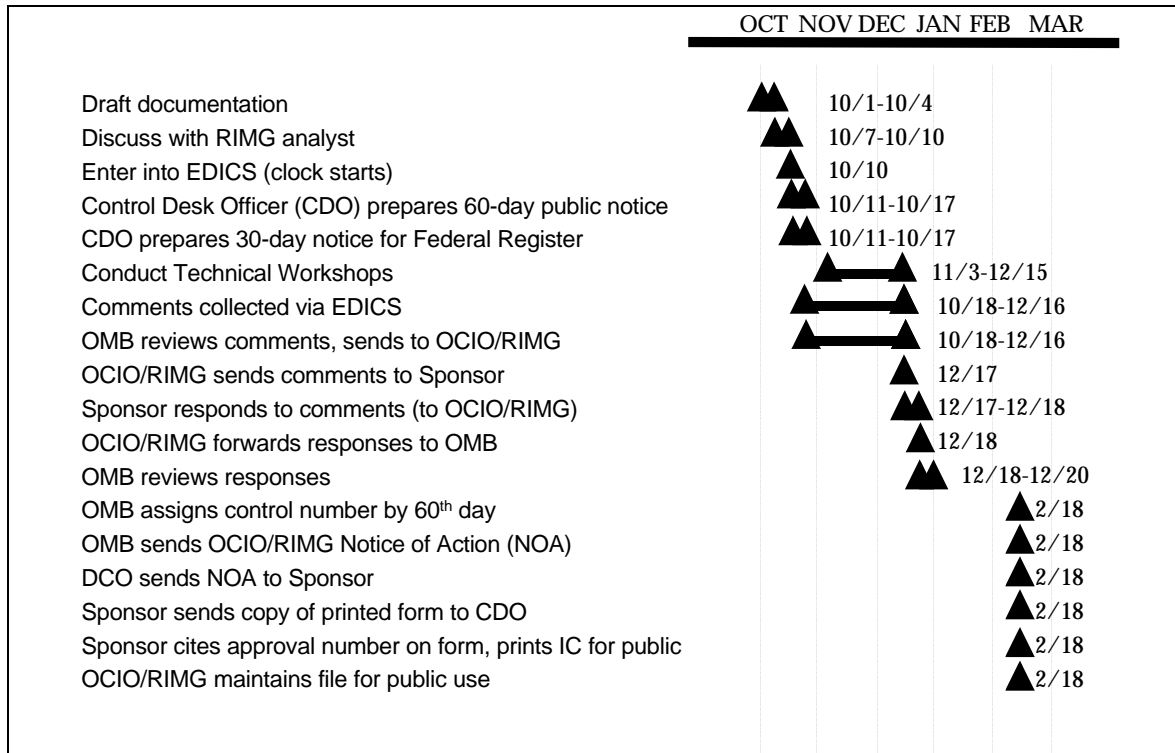 OCT NOV DEC JAN FEB MAR
Draft documentation 10/1-10/4
Discuss with RIMG analyst 10/7-10/10
Enter into EDICS (clock starts) 10/10
Control Desk Officer (CDO) prepares 60-day public notice 10/11-10/17
CDO prepares 30-day notice for Federal Register 10/11-10/17
Conduct Technical Workshops 11/3-12/15
Comments collected via EDICS 10/18-12/16
OMB reviews comments, sends to OCIO/RIMG 10/18-12/16
OCIO/RIMG sends comments to Sponsor 12/17
Sponsor responds to comments (to OCIO/RIMG) 12/17-12/18
OCIO/RIMG forwards responses to OMB 12/18
OMB reviews responses 12/18-12/20
OMB assigns control number by 60th day 2/18
OMB sends OCIO/RIMG Notice of Action (NOA) 2/18
DCO sends NOA to Sponsor 2/18
Sponsor sends copy of printed form to CDO 2/18
Sponsor cites approval number on form, prints IC for public 2/18
OCIO/RIMG maintains file for public use 2/18